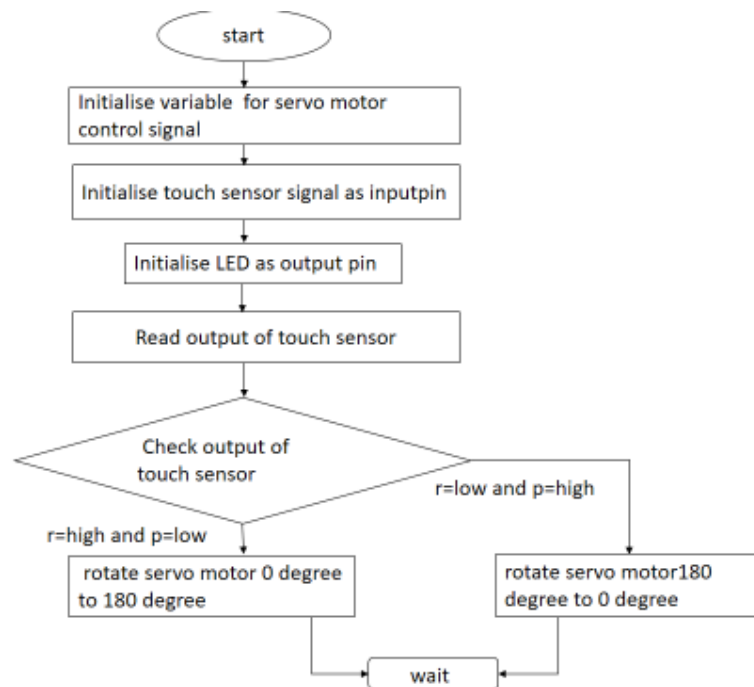 start
Initialise variable for servo motor
control signal
Initialise touch sensor signal as inputpin
Initialise LED as output pin
Read output of touch sensor
Check output of
touch sensor
r=low and p=high
r=high and p=low
rotate servo motor 0 degree
to 180 degree
rotate servo motor180
degree to 0 degree
wait